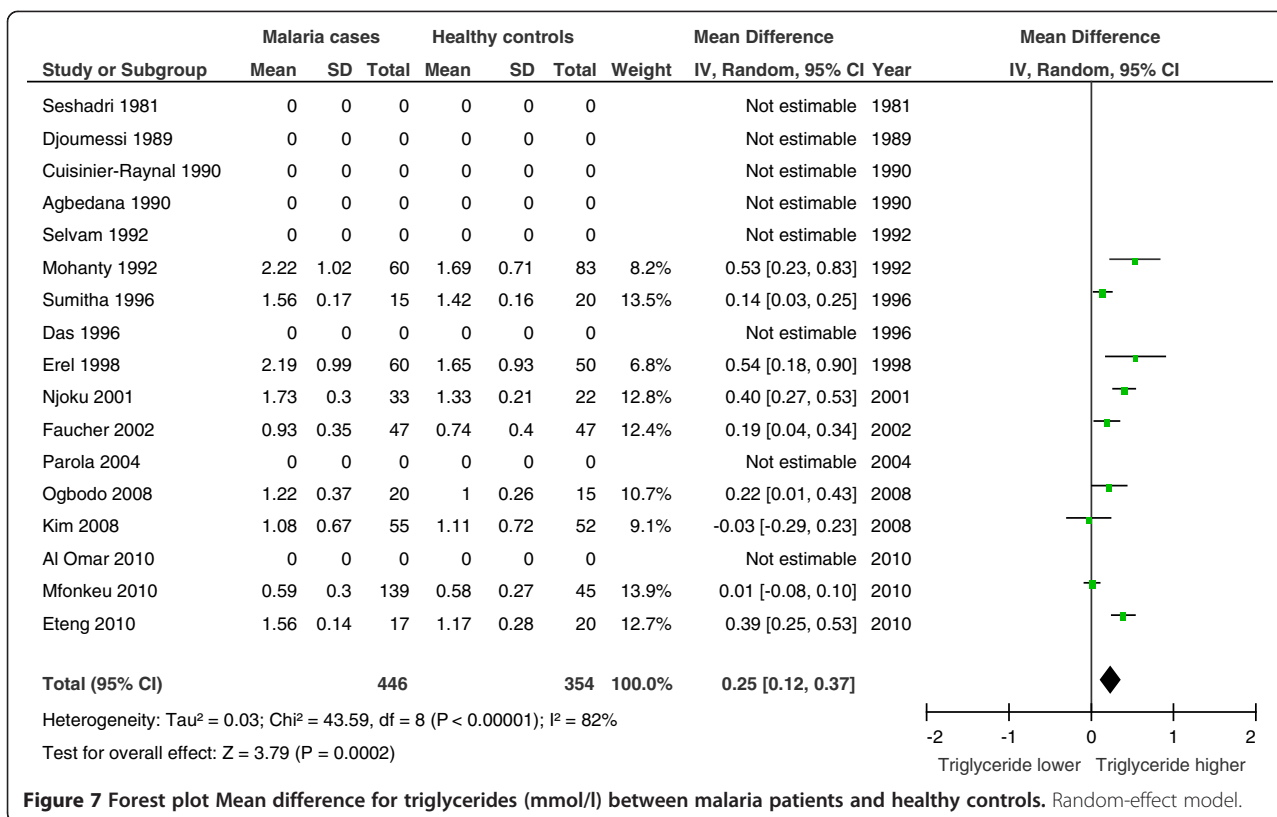 Malaria cases Healthy controls Mean Difference Mean Difference
Study or Subgroup Mean SD Total Mean SD Total Weight IV, Random, 95% CI Year IV, Random, 95% CI
Seshadri 1981 0 0 0 0 0 0 Not estimable 1981
Djoumessi 1989 0 0 0 0 0 0 Not estimable 1989
Cuisinier-Raynal 1990 0 0 0 0 0 0 Not estimable 1990
Agbedana 1990 0 0 0 0 0 0 Not estimable 1990
Selvam 1992 0 0 0 0 0 0 Not estimable 1992
Mohanty 1992 2.22 1.02 60 1.69 0.71 83 8.2% 0.53 [0.23, 0.83] 1992
Sumitha 1996 1.56 0.17 15 1.42 0.16 20 13.5% 0.14 [0.03, 0.25] 1996
Das 1996 0 0 0 0 0 0 Not estimable 1996
Erel 1998 2.19 0.99 60 1.65 0.93 50 6.8% 0.54 [0.18, 0.90] 1998
Njoku 2001 1.73 0.3 33 1.33 0.21 22 12.8% 0.40 [0.27, 0.53] 2001
Faucher 2002 0.93 0.35 47 0.74 0.4 47 12.4% 0.19 [0.04, 0.34] 2002
Parola 2004 0 0 0 0 0 0 Not estimable 2004
Ogbodo 2008 1.22 0.37 20 1 0.26 15 10.7% 0.22 [0.01, 0.43] 2008
Kim 2008 1.08 0.67 55 1.11 0.72 52 9.1% -0.03 [-0.29, 0.23] 2008
Al Omar 2010 0 0 0 0 0 0 Not estimable 2010
Mfonkeu 2010 0.59 0.3 139 0.58 0.27 45 13.9% 0.01 [-0.08, 0.10] 2010
Eteng 2010 1.56 0.14 17 1.17 0.28 20 12.7% 0.39 [0.25, 0.53] 2010
Total (95% CI) 446 354 100.0% 0.25 [0.12, 0.37]
Heterogeneity: Tau² = 0.03; Chi² = 43.59, df = 8 (P < 0.00001); I² = 82%
Test for overall effect: Z = 3.79 (P = 0.0002)
-2 -1 0 1 2
Triglyceride lower Triglyceride higher
Figure 7 Forest plot Mean difference for triglycerides (mmol/l) between malaria patients and healthy controls. Random-effect model.